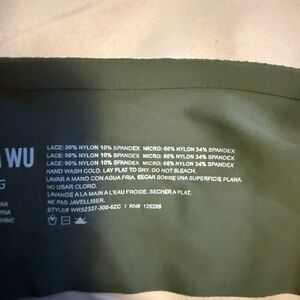 WU
LACE: 90% NYLON 10% SPANDEX MICRO: 66% NYLON 34% SPANDEX
LACE: 90% NYLON 10% SPANDEX MICRO: 66% NYLON 34% SPANDEX
LACE: 90% NYLON 10% SPANDEX MICRO: 66% NYLON 34% SPANDEX
HAND WASH COLD. LAY FLAT TO DRY. DO NOT BLEACH.
LAVAR A MANO CON AGUA FRIA. SECAR SOBRE UNA SUPERFICIE PLANA.
NO USAR CLORO.
LAVANGE A LA MAIN A L'EAU FROIDE. SECHER A PLAT.
NE PAS JAVELLISER.
STYLE# WR52327-300-6ZC / RN# 125288